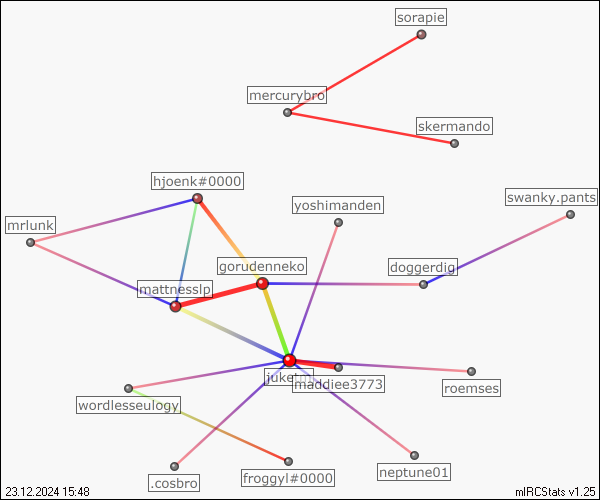 sorapie
mercurybro
skermando
hjoenk#0000
swanky.pants
yoshimanden
mrlunk
gorudenneko
doggerdig
mattnesslp
maddiee3773
roemses
wordlesseulogy
.cosbro
froggyl#0000
neptune01
23.12.2024 15:48
mIRCStats v1.25